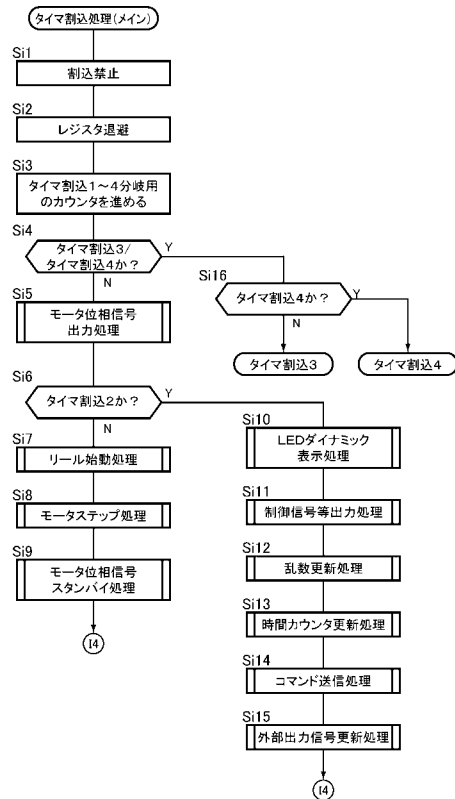 タイマ割込処理(メイン)
Si1
割込禁止
Si2
レジスタ退避
Si3
タイマ割込1～4分岐用
のカウンタを進める
Si4
タイマ割込3/
タイマ割込4か？
Y
N
Si16
タイマ割込4か？
Y
N
タイマ割込3
タイマ割込4
Si5
モータ位相信号
出力処理
Si6
タイマ割込2か？
Y
N
Si7
リール始動処理
Si8
モータステップ処理
Si9
モータ位相信号
スタンバイ処理
I4
Si10
LEDダイナミック
表示処理
Si11
制御信号等出力処理
Si12
乱数更新処理
Si13
時間カウンタ更新処理
Si14
コマンド送信処理
Si15
外部出力信号更新処理
I4